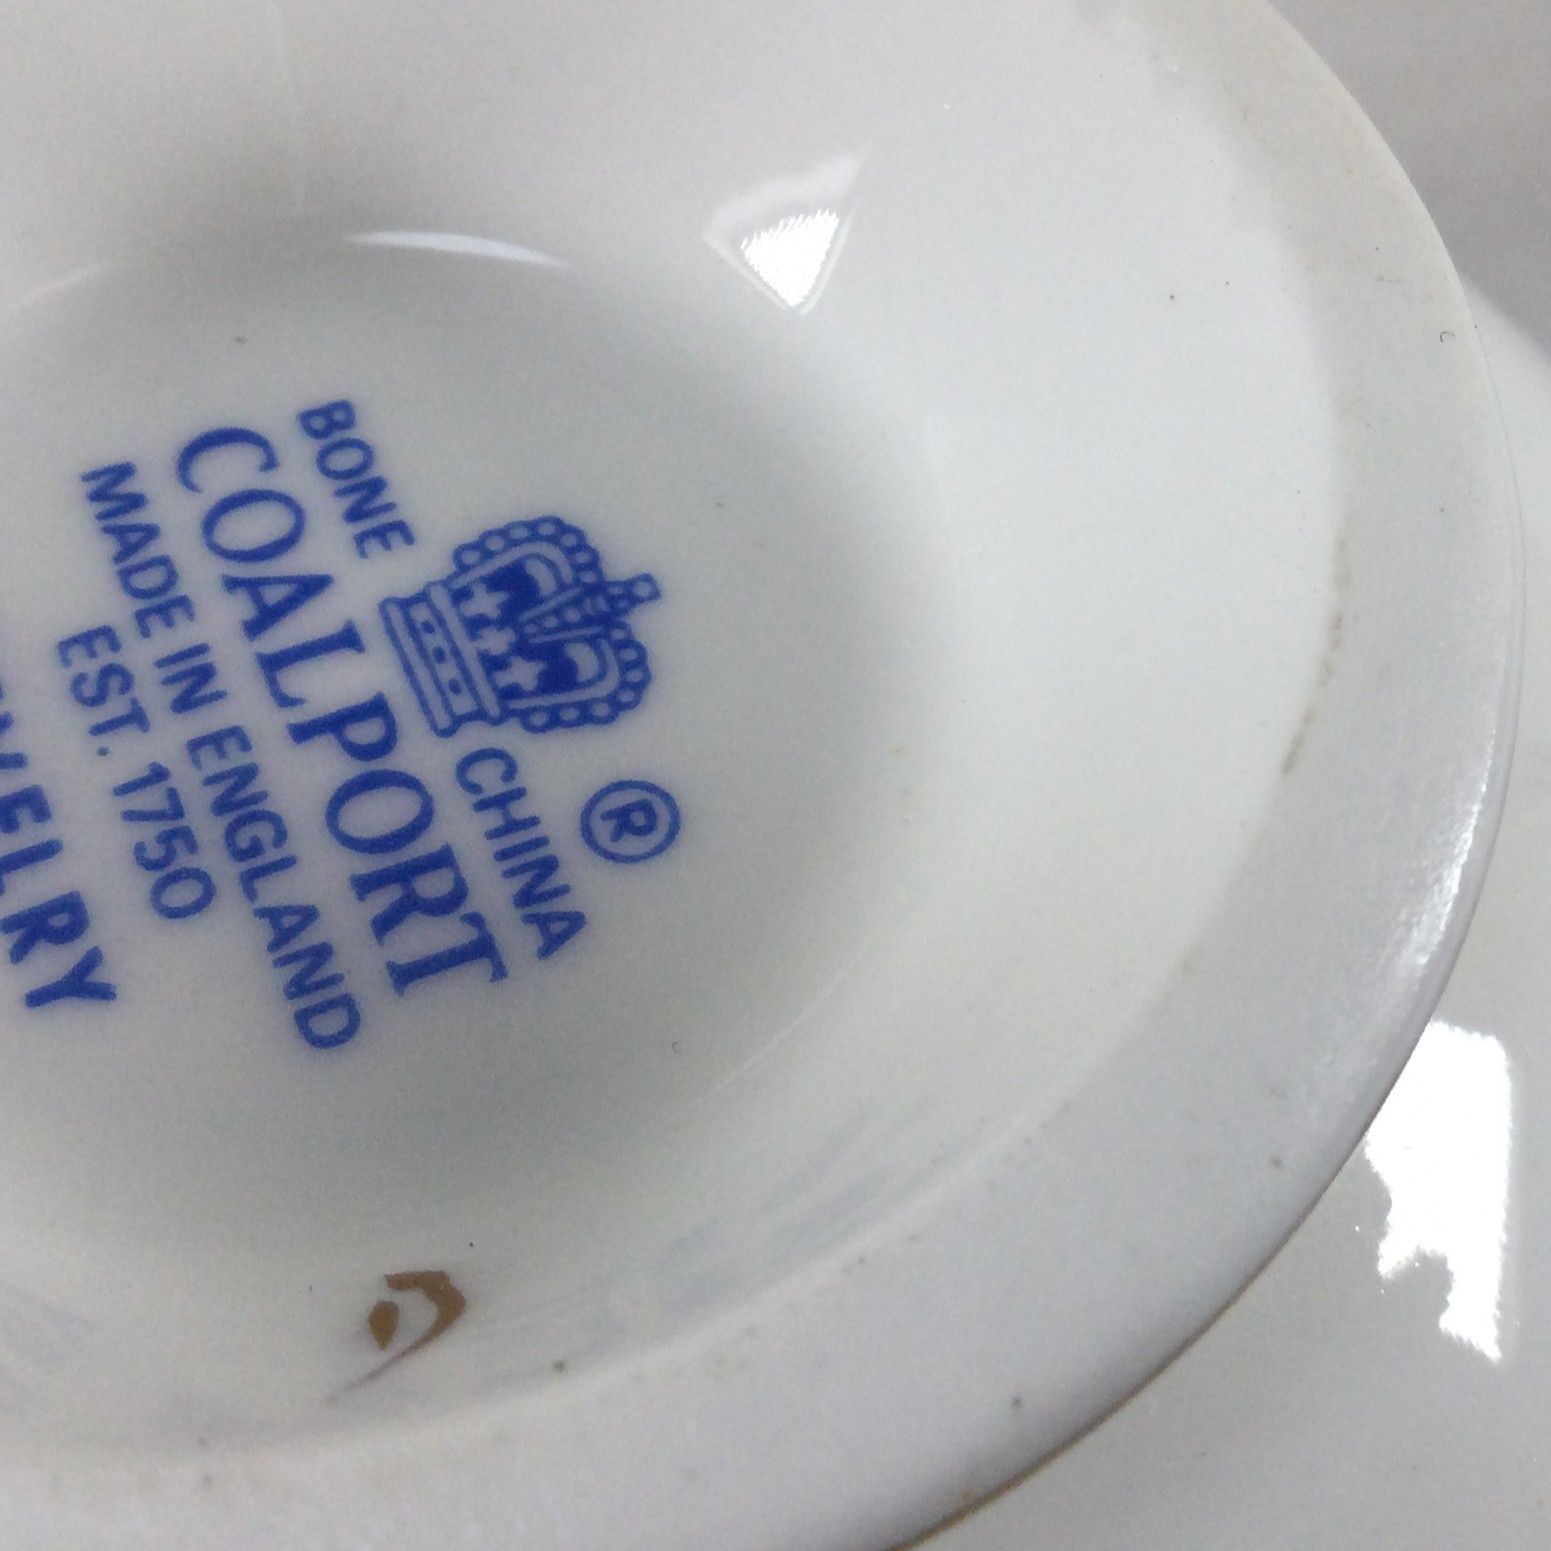 ®
BONE CHINA
COALPORT
MADE IN ENGLAND
EST. 1750